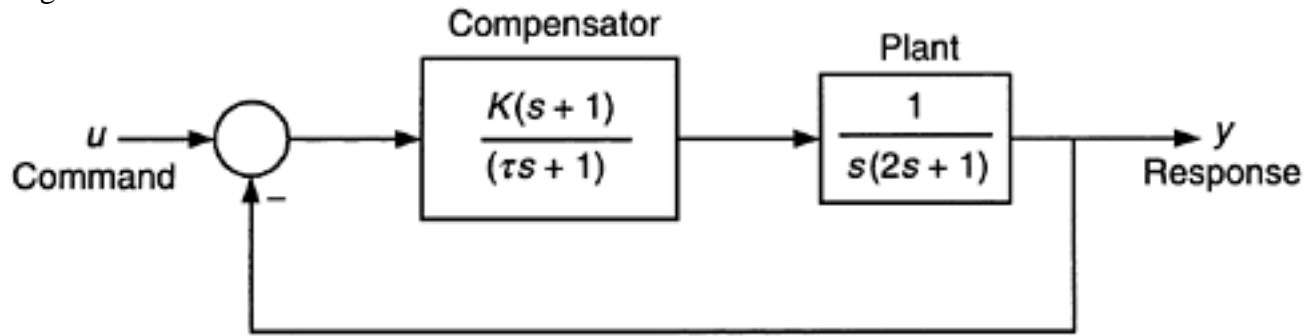 Compensator
Plant
u
Command
K(s + 1)
(τs + 1)
1
s(2s + 1)
y
Response
−